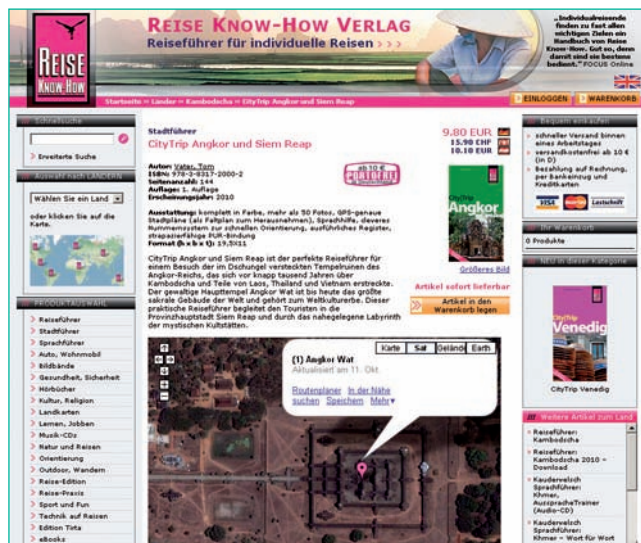 REISE KNOW-HOW VERLAG
Reiseführer für individuelle Reisen >>>
„Individualreisende
finden zu fast allen
wichtigen Zielen ein
Handbuch von Reise
Know-How. Gut so, denn
damit sind sie bestens
bedient." FOCUS Online
REISE
KNOW-HOW
Startseite » Länder » Kambodscha » CityTrip Angkor und Siem Reap
EINLOGGEN
WARENKORB
Schnellsuche
> Erweiterte Suche
Auswahl nach LÄNDERN
Wählen Sie ein Land
oder klicken Sie auf die
Karte.
PRODUKTAUSWAHL
> Reiseführer
> Stadtführer
> Sprachführer
> Auto, Wohnmobil
> Bildbände
> Gesundheit, Sicherheit
> Hörbücher
> Kultur, Religion
> Landkarten
> Lernen, Jobben
> Musik-CDs
> Natur und Reisen
> Orientierung
> Outdoor, Wandern
> Reise-Edition
> Reise-Praxis
> Sport und Fun
> Technik auf Reisen
> Edition Tirta
> eBooks
Stadtführer
CityTrip Angkor und Siem Reap
9.80 EUR
15.90 CHF
10.10 EUR
Autor: Vater, Tom
ISBN: 978-3-8317-2000-2
Seitenanzahl: 144
Auflage: 1. Auflage
Erscheinungsjahr: 2010
ab 10 €
PORTOFREI
Ausstattung: komplett in Farbe, mehr als 50 Fotos, GPS-genaue
Stadtpläne (als Faltplan zum Herausnehmen), Sprachhilfe, cleveres
Nummernsystem zur schnellen Orientierung, ausführliches Register,
strapazierfähige PUR-Bindung
Format (h x b x t): 19,5X11
CityTrip Angkor und Siem Reap ist der perfekte Reiseführer für
einem Besuch der im Dschungel versteckten Tempelruinen des
Angkor-Reichs, das sich vor knapp tausend Jahren über
Kambodscha und Teile von Laos, Thailand und Vietnam erstreckte.
Der gewaltige Haupttempel Angkor Wat ist bis heute das größte
sakrale Gebäude der Welt und gehört zum Weltkulturerbe. Dieser
praktische Reiseführer begleitet den Touristen in die
Provinzhauptstadt Siem Reap und durch das nahegelegene Labyrinth
der mystischen Kultstätten.
CityTrip
Angkor
Größeres Bild
Artikel sofort lieferbar
Artikel in den
Warenkorb legen
Karte
Sat
Gelände
Earth
(1) Angkor Wat
Aktualisiert am 11. Okt
Routenplaner In der Nähe
suchen Speichern Mehr▾
Bequem einkaufen
» schneller Versand binnen
eines Arbeitstages
» versandkostenfrei ab 10 €
(in D)
» Bezahlung auf Rechnung,
per Bankeinzug und
Kreditkarten
VISA
Lastschrift
Ihr Warenkorb
0 Produkte
NEU in dieser Kategorie
CityTrip
Venedig
CityTrip Venedig
Weitere Artikel zum Land
» Reiseführer:
Kambodscha
» Reiseführer:
Kambodscha 2010 –
Download
» Kauderwelsch
Sprachführer:
Khmer,
AusspracheTrainer
(Audio-CD)
» Kauderwelsch
Sprachführer:
Khmer – Wort für Wort